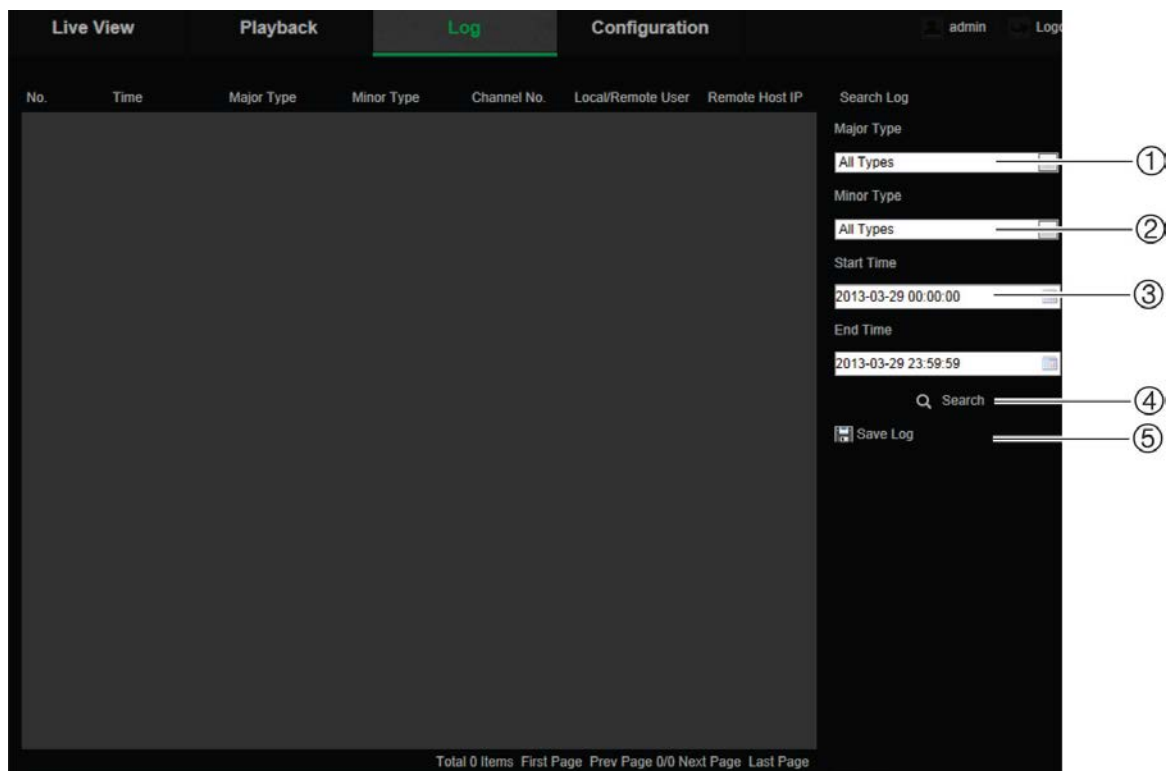 Live View Playback Log Configuration admin Logo
No. Time Major Type Minor Type Channel No. Local/Remote User Remote Host IP Search Log
Major Type
All Types ①
Minor Type
All Types ②
Start Time
2013-03-29 00:00:00 ③
End Time
2013-03-29 23:59:59
Search ④
Save Log ⑤
Total 0 Items First Page Prev Page 0/0 Next Page Last Page